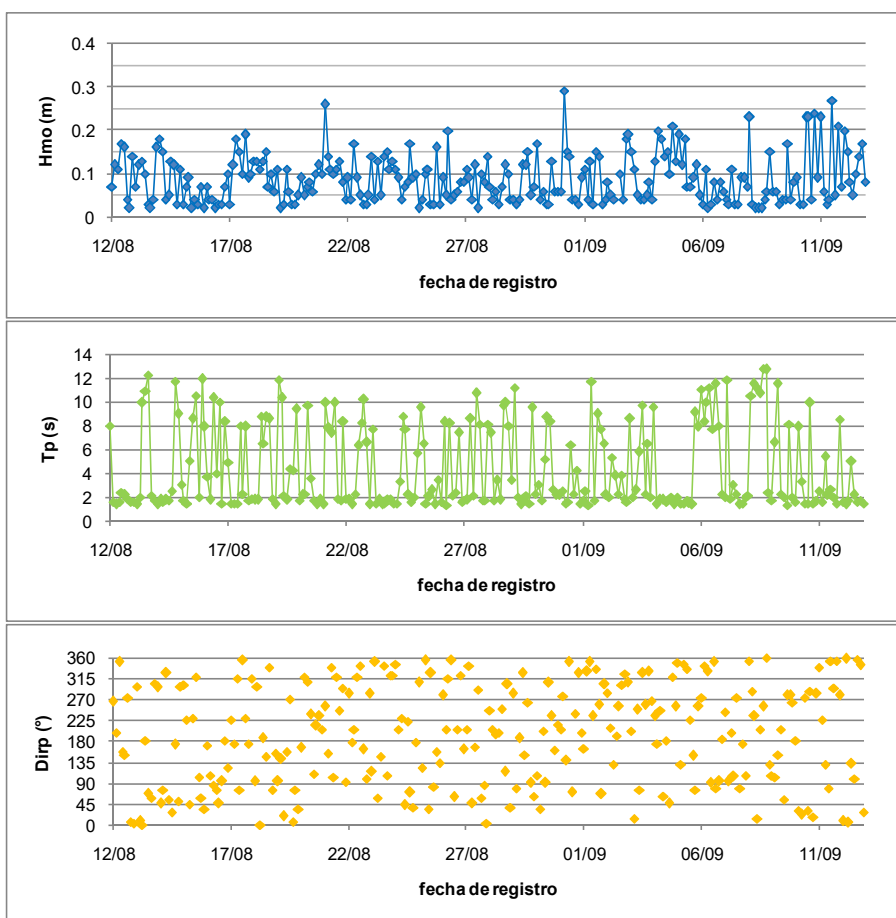 Hmo (m)
0.4
0.3
0.2
0.1
0
12/08 17/08 22/08 27/08 01/09 06/09 11/09
fecha de registro
Tp (s)
14
12
10
8
6
4
2
0
12/08 17/08 22/08 27/08 01/09 06/09 11/09
fecha de registro
Dirp (º)
360
315
270
225
180
135
90
45
0
12/08 17/08 22/08 27/08 01/09 06/09 11/09
fecha de registro